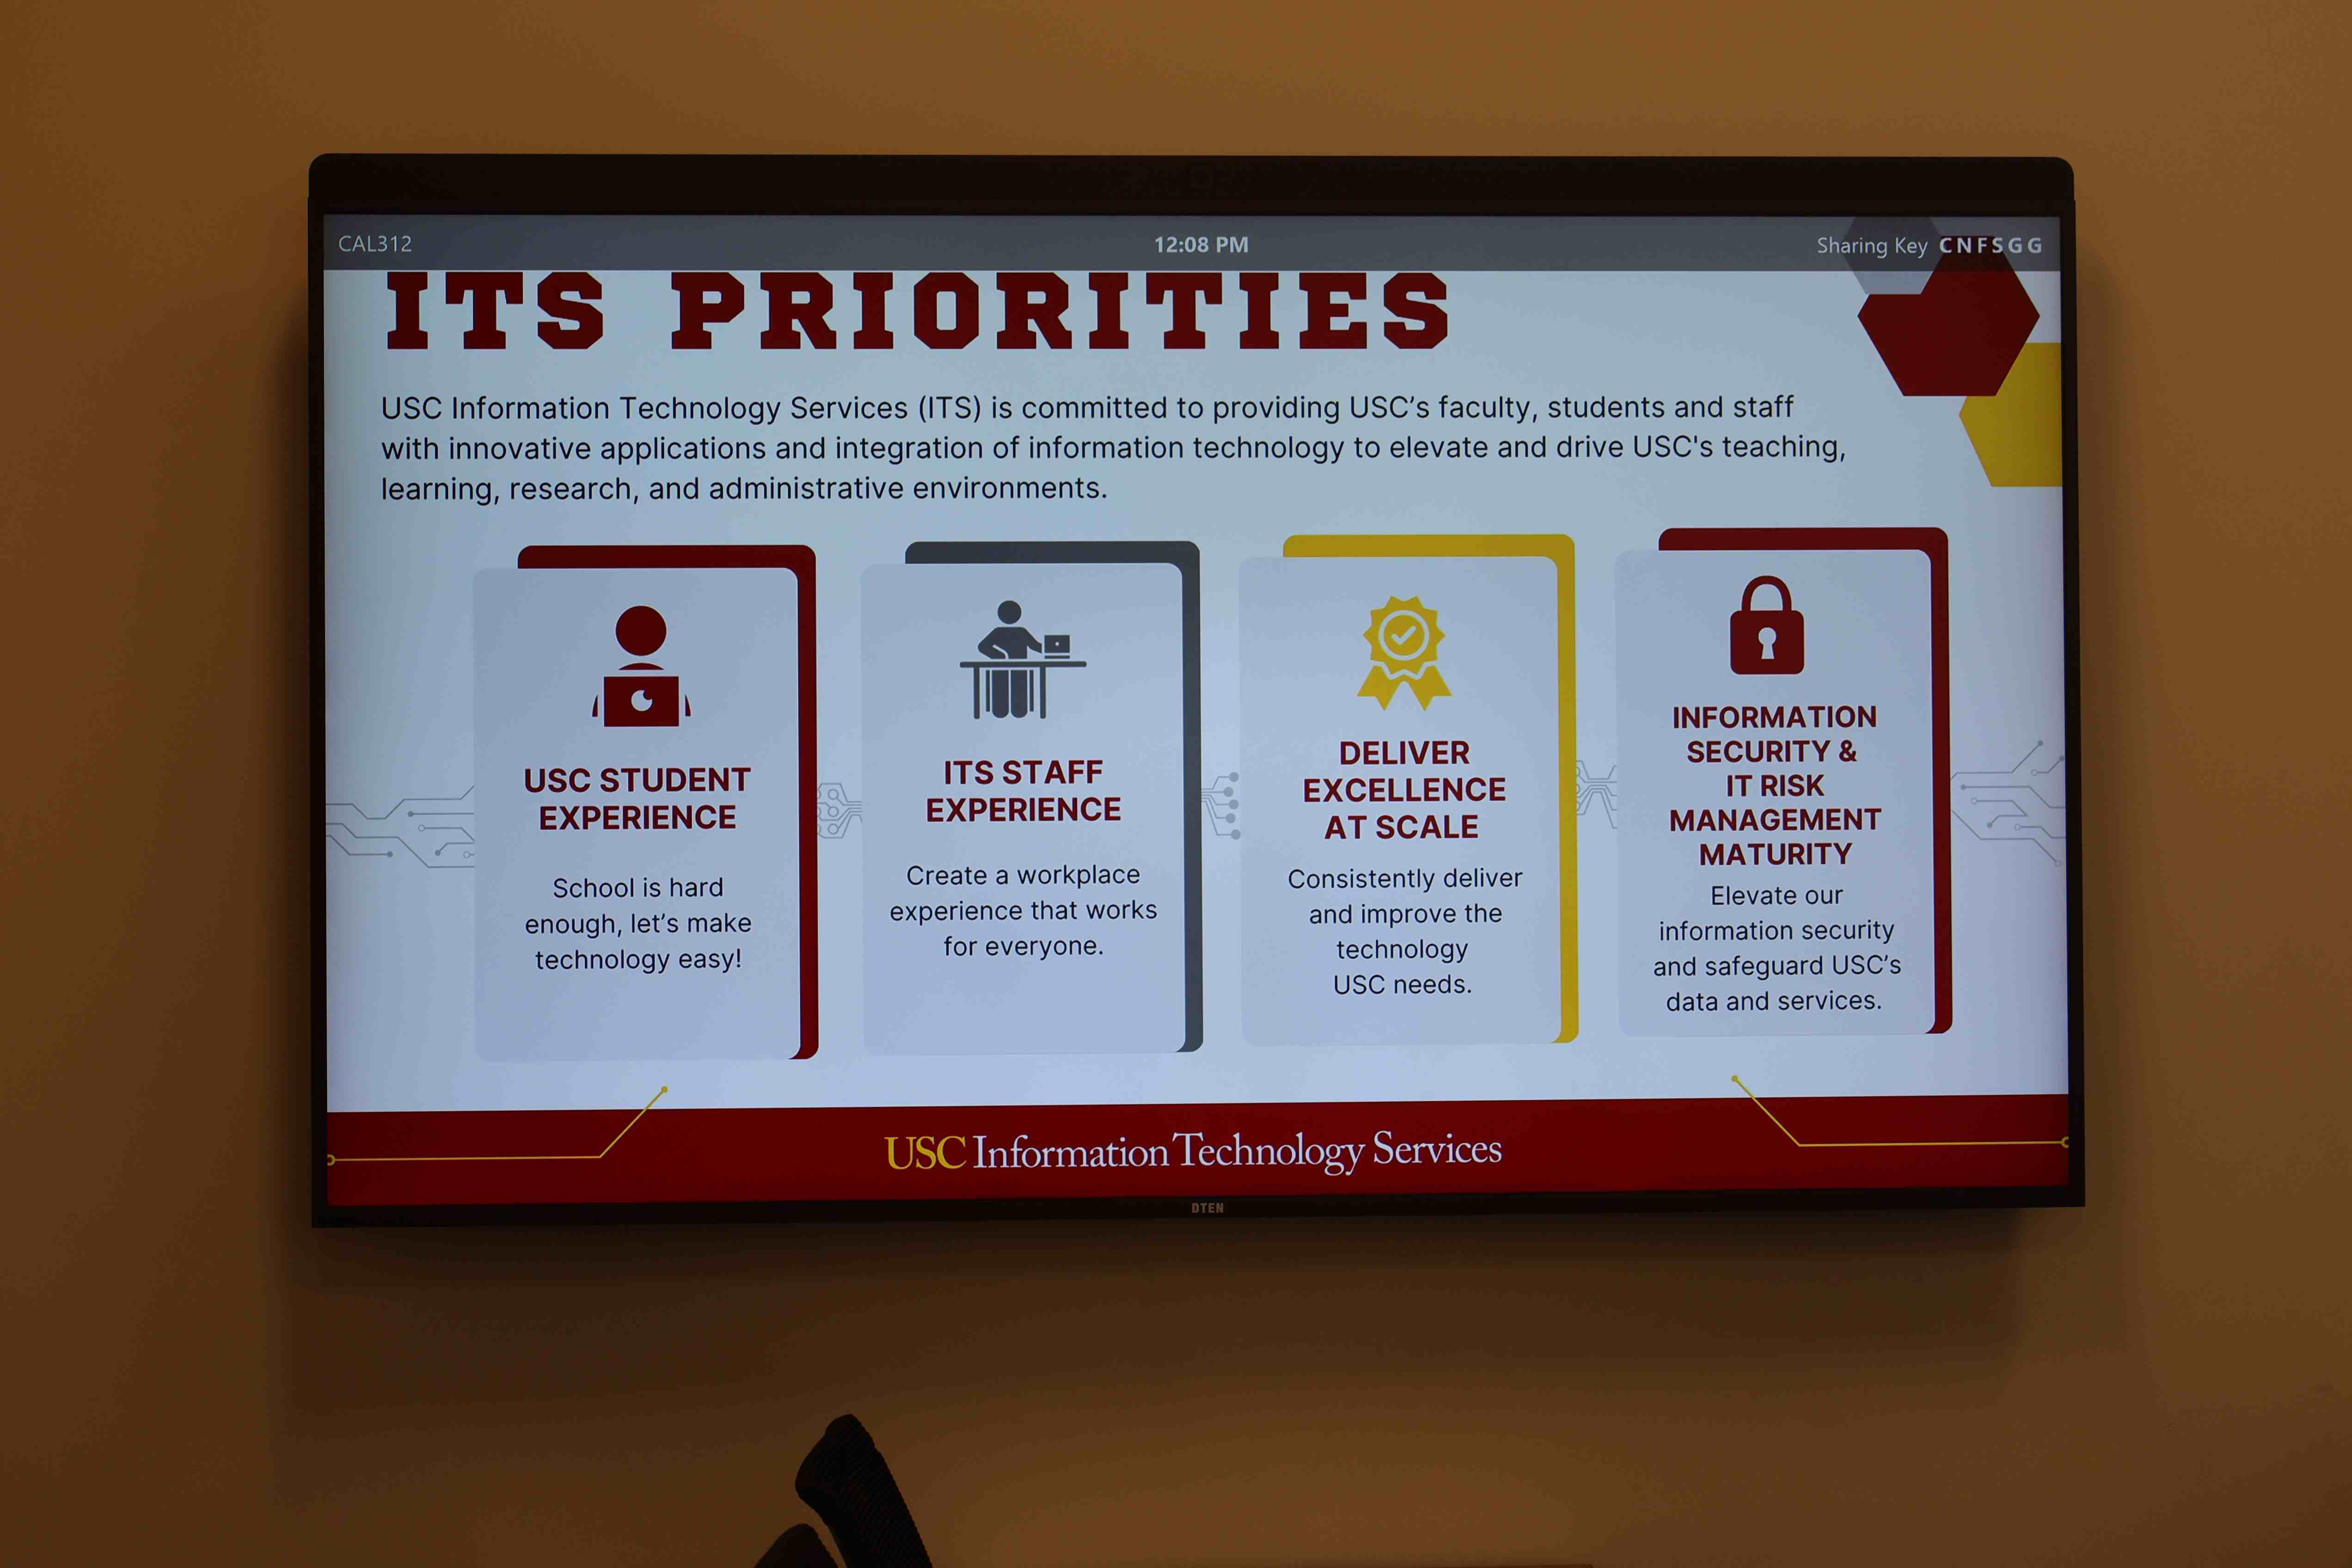 CAL312
12:08 PM
Sharing Key CNFSGG
ITS PRIORITIES
USC Information Technology Services (ITS) is committed to providing USC’s faculty, students and staff
with innovative applications and integration of information technology to elevate and drive USC's teaching,
learning, research, and administrative environments.
USC STUDENT
EXPERIENCE
School is hard
enough, let’s make
technology easy!
ITS STAFF
EXPERIENCE
Create a workplace
experience that works
for everyone.
DELIVER
EXCELLENCE
AT SCALE
Consistently deliver
and improve the
technology
USC needs.
INFORMATION
SECURITY &
IT RISK
MANAGEMENT
MATURITY
Elevate our
information security
and safeguard USC’s
data and services.
USC Information Technology Services
DTEN